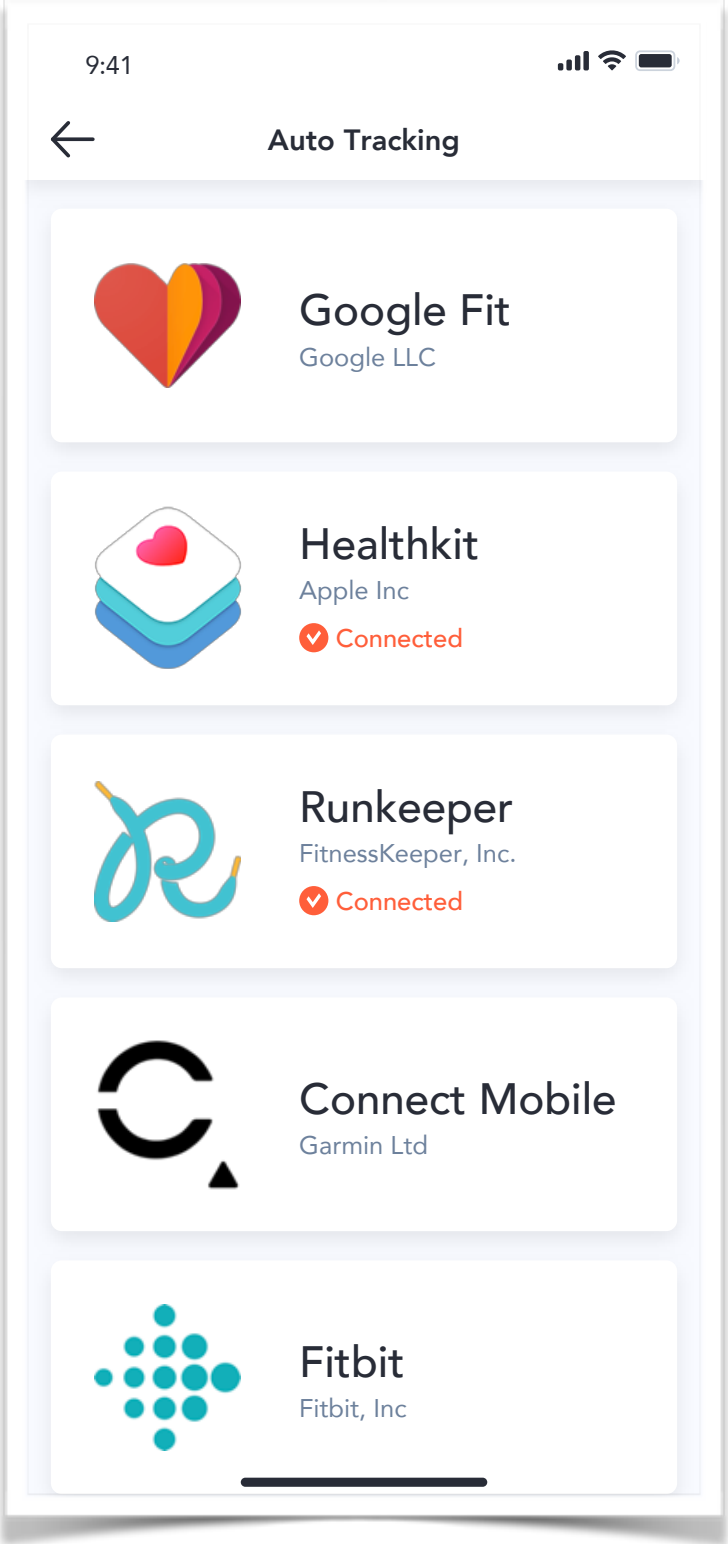 9:41
Auto Tracking
Google Fit
Google LLC
Healthkit
Apple Inc
Connected
Runkeeper
FitnessKeeper, Inc.
Connected
Connect Mobile
Garmin Ltd
Fitbit
Fitbit, Inc